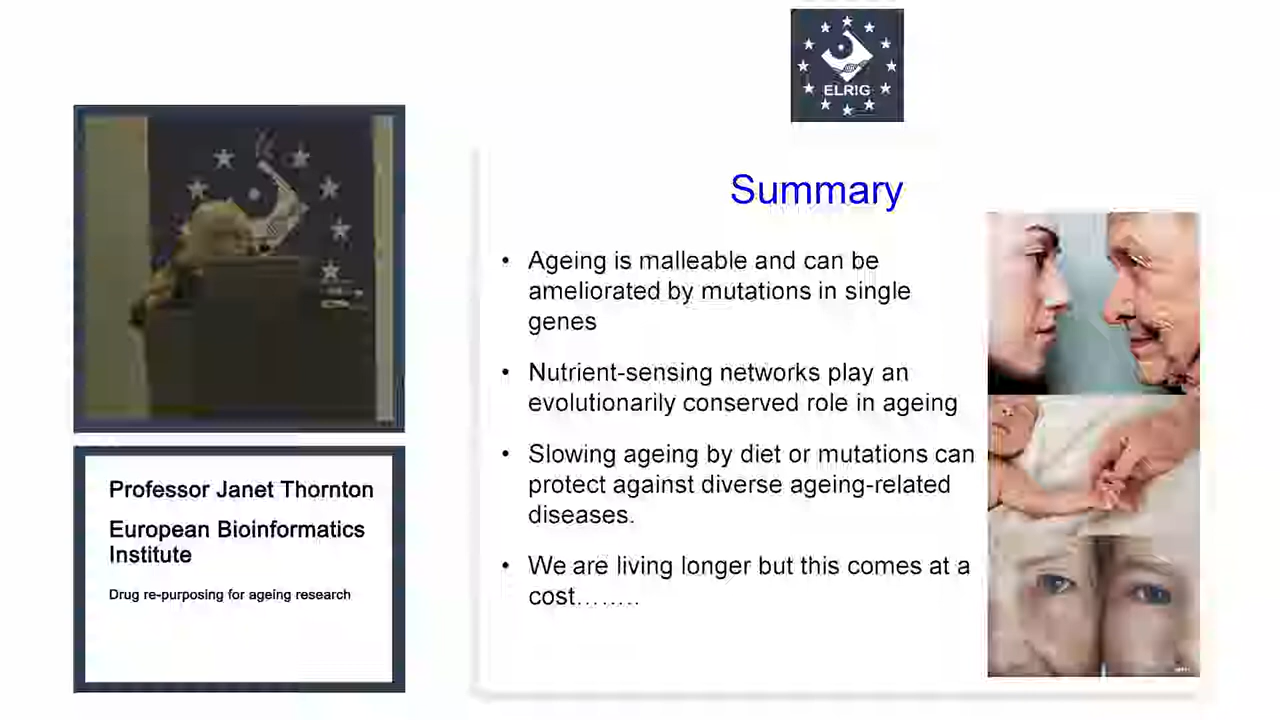 ELRIG
Summary
• Ageing is malleable and can be
ameliorated by mutations in single
genes
• Nutrient-sensing networks play an
evolutionarily conserved role in ageing
• Slowing ageing by diet or mutations can
protect against diverse ageing-related
diseases.
• We are living longer but this comes at a
cost........
Professor Janet Thornton
European Bioinformatics
Institute
Drug re-purposing for ageing research